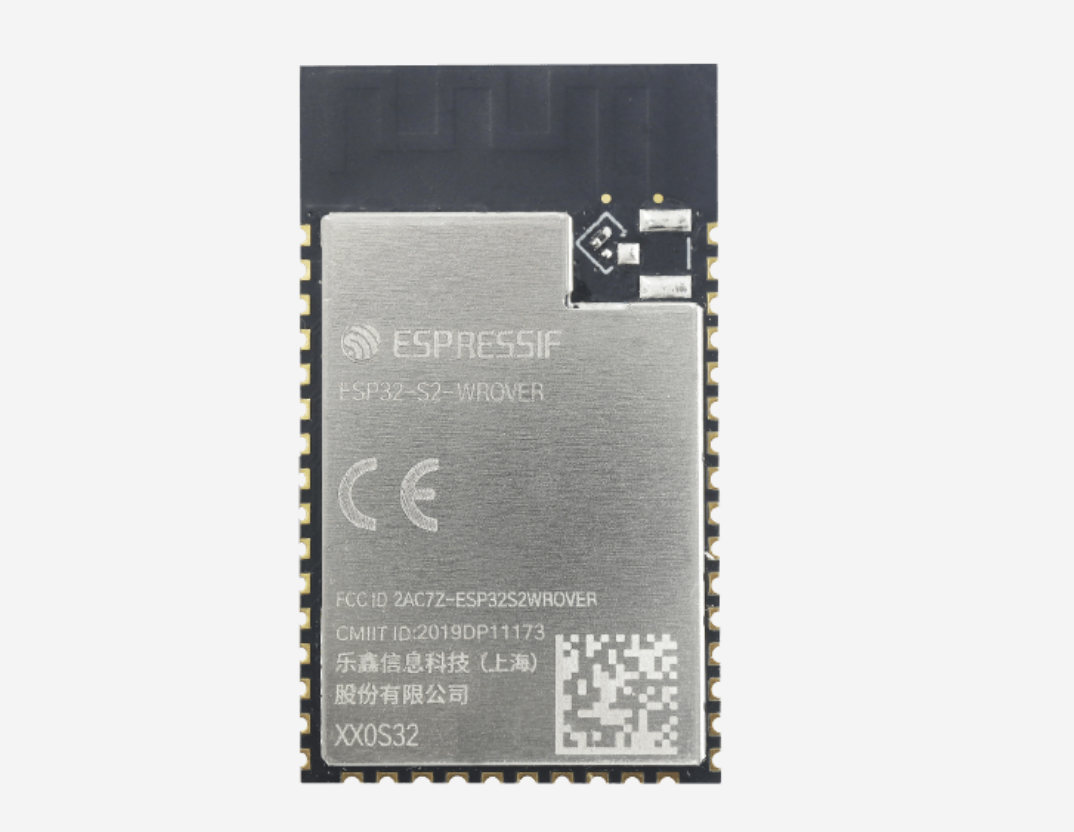 ESPRESSIF
ESP32-S2-WROVER
CE
FCC ID 2AC7Z-ESP32S2WROVER
CMIIT ID:2019DP11173
乐鑫信息科技（上海）
股份有限公司
XX0S32